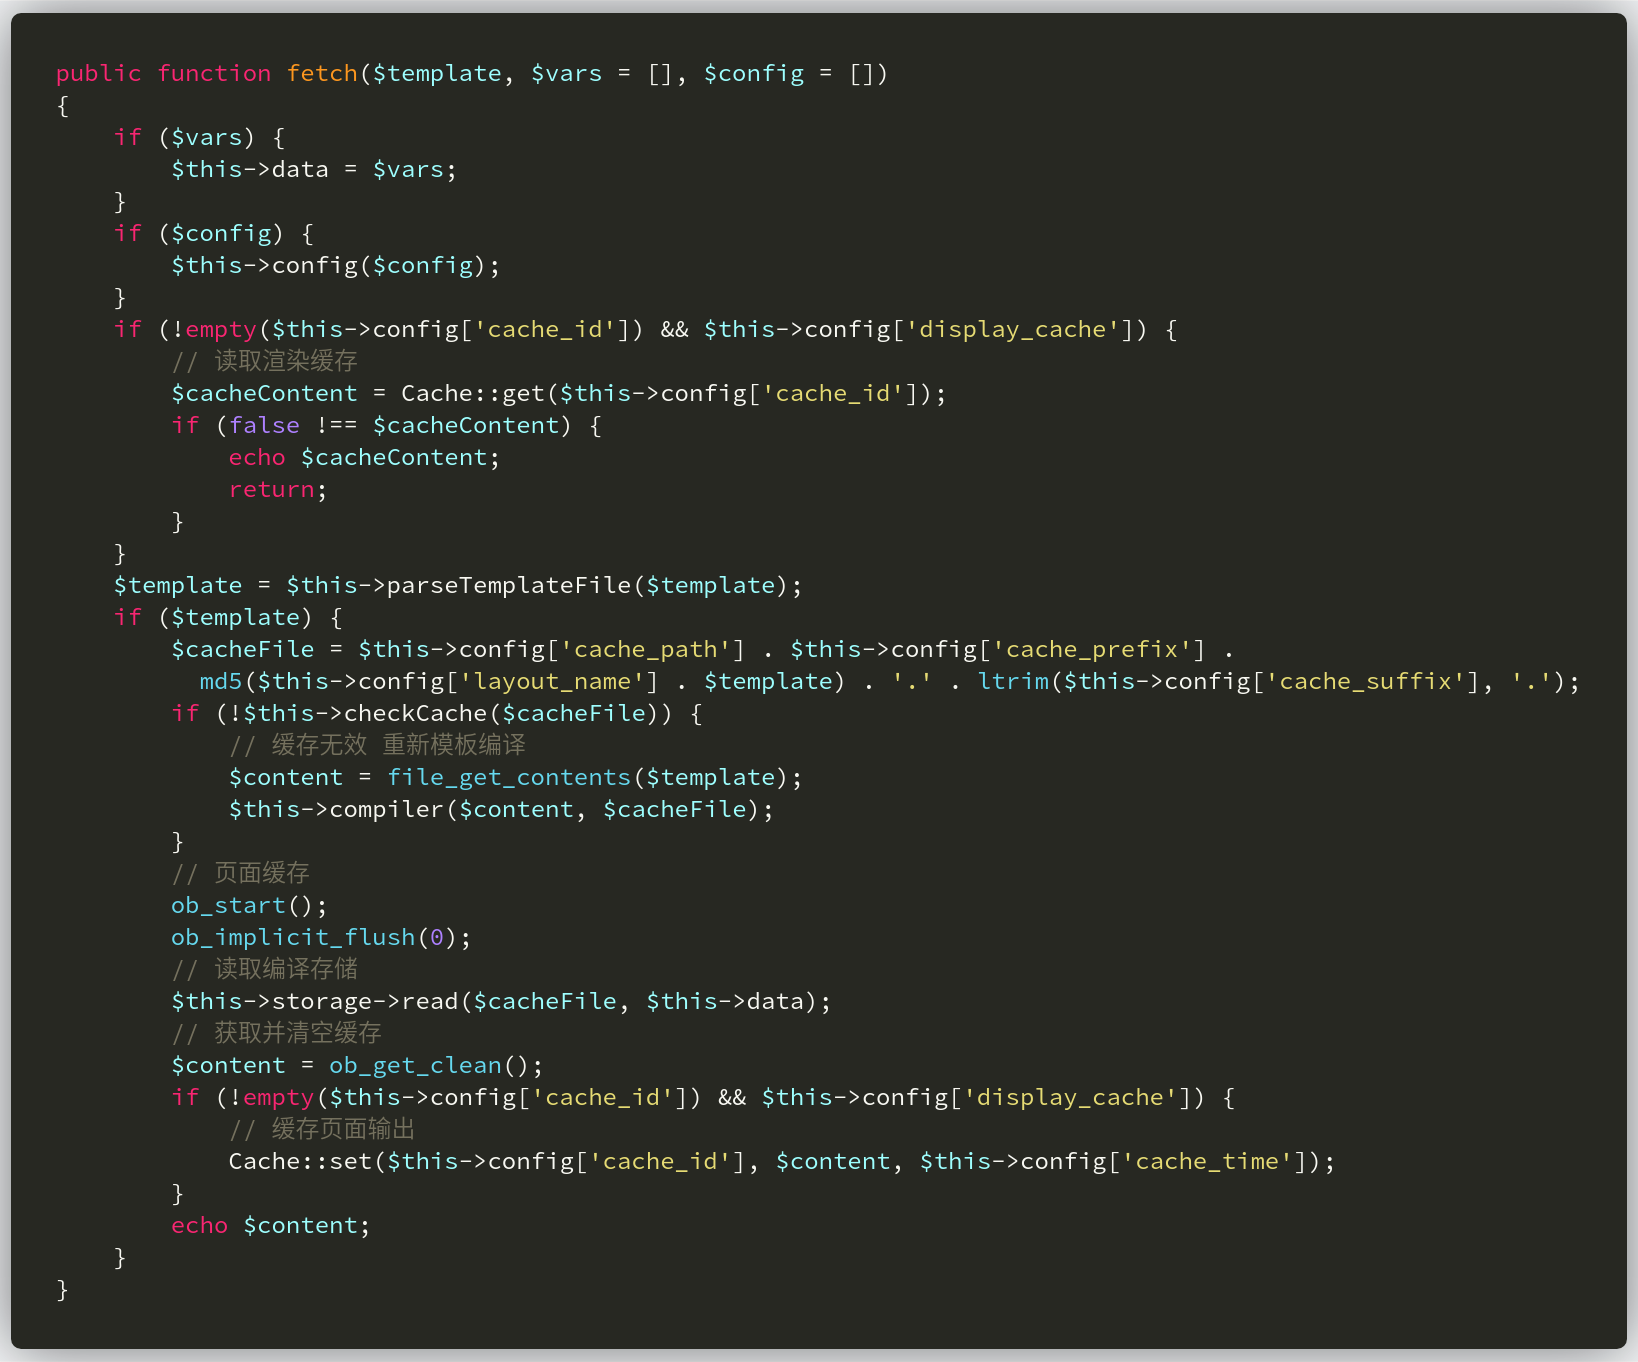 public function fetch($template, $vars = [], $config = [])
{
    if ($vars) {
        $this->data = $vars;
    }
    if ($config) {
        $this->config($config);
    }
    if (!empty($this->config['cache_id']) && $this->config['display_cache']) {
        // 读取渲染缓存
        $cacheContent = Cache::get($this->config['cache_id']);
        if (false !== $cacheContent) {
            echo $cacheContent;
            return;
        }
    }
    $template = $this->parseTemplateFile($template);
    if ($template) {
        $cacheFile = $this->config['cache_path'] . $this->config['cache_prefix'] .
          md5($this->config['layout_name'] . $template) . '.' . ltrim($this->config['cache_suffix'], '.');
        if (!$this->checkCache($cacheFile)) {
            // 缓存无效 重新模板编译
            $content = file_get_contents($template);
            $this->compiler($content, $cacheFile);
        }
        // 页面缓存
        ob_start();
        ob_implicit_flush(0);
        // 读取编译存储
        $this->storage->read($cacheFile, $this->data);
        // 获取并清空缓存
        $content = ob_get_clean();
        if (!empty($this->config['cache_id']) && $this->config['display_cache']) {
            // 缓存页面输出
            Cache::set($this->config['cache_id'], $content, $this->config['cache_time']);
        }
        echo $content;
    }
}